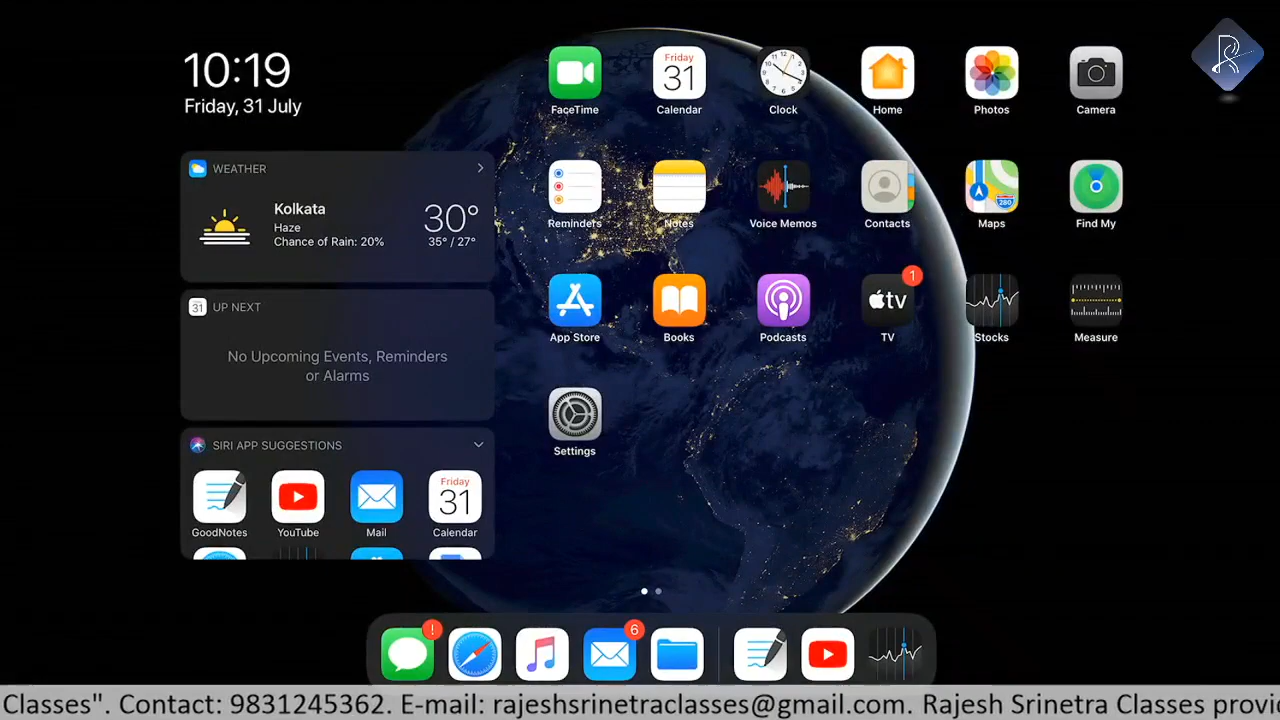 10:19
Friday, 31 July
WEATHER
Kolkata
Haze
Chance of Rain: 20%
30°
35° / 27°
31 UP NEXT
No Upcoming Events, Reminders
or Alarms
SIRI APP SUGGESTIONS
Friday
31
GoodNotes YouTube Mail Calendar
Friday
31
FaceTime Calendar Clock Home Photos Camera
280
Reminders Notes Voice Memos Contacts Maps Find My
1
tv
App Store Books Podcasts TV Stocks Measure
Settings
! 6
Classes". Contact: 9831245362. E-mail: rajeshsrinetraclasses@gmail.com. Rajesh Srinetra Classes provi